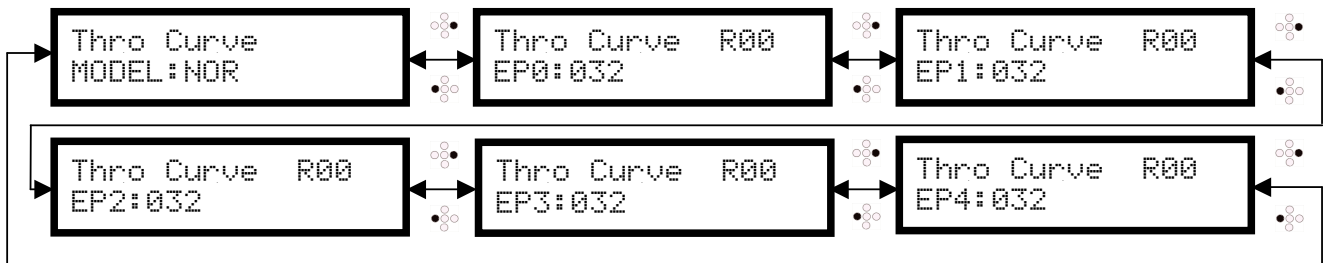 Thro Curve
MODEL:NOR
Thro Curve R00
EP0:032
Thro Curve R00
EP1:032
Thro Curve R00
EP2:032
Thro Curve R00
EP3:032
Thro Curve R00
EP4:032